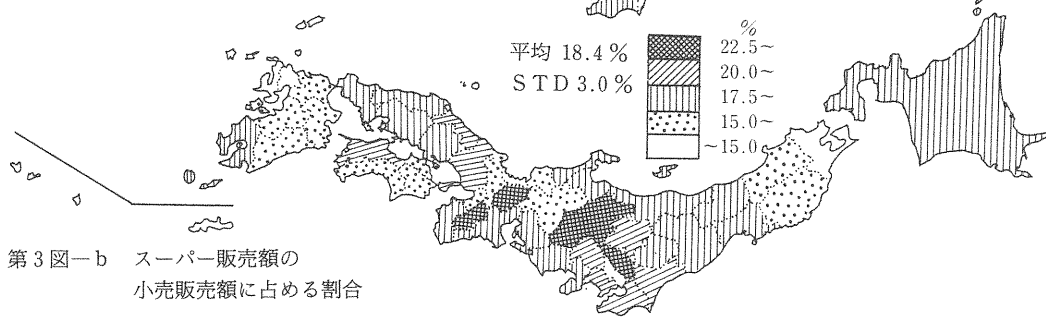 平均 18.4%
STD 3.0%
%
22.5~
20.0~
17.5~
15.0~
~15.0
第3図-b スーパー販売額の
小売販売額に占める割合